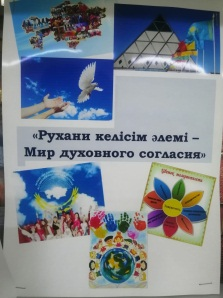 «Рухани келісім әлемі –
Мир духовного согласия»